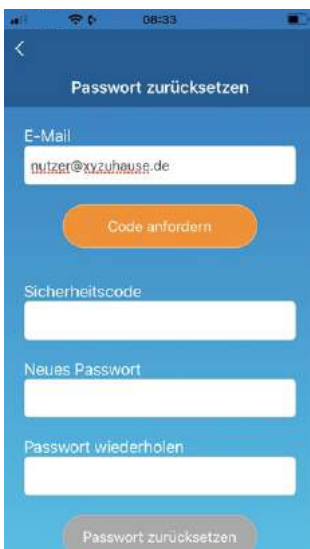 08:33
Passwort zurücksetzen
E-Mail
nutzer@xyzuhause.de
Code anfordern
Sicherheitscode
Neues Passwort
Passwort wiederholen
Passwort zurücksetzen